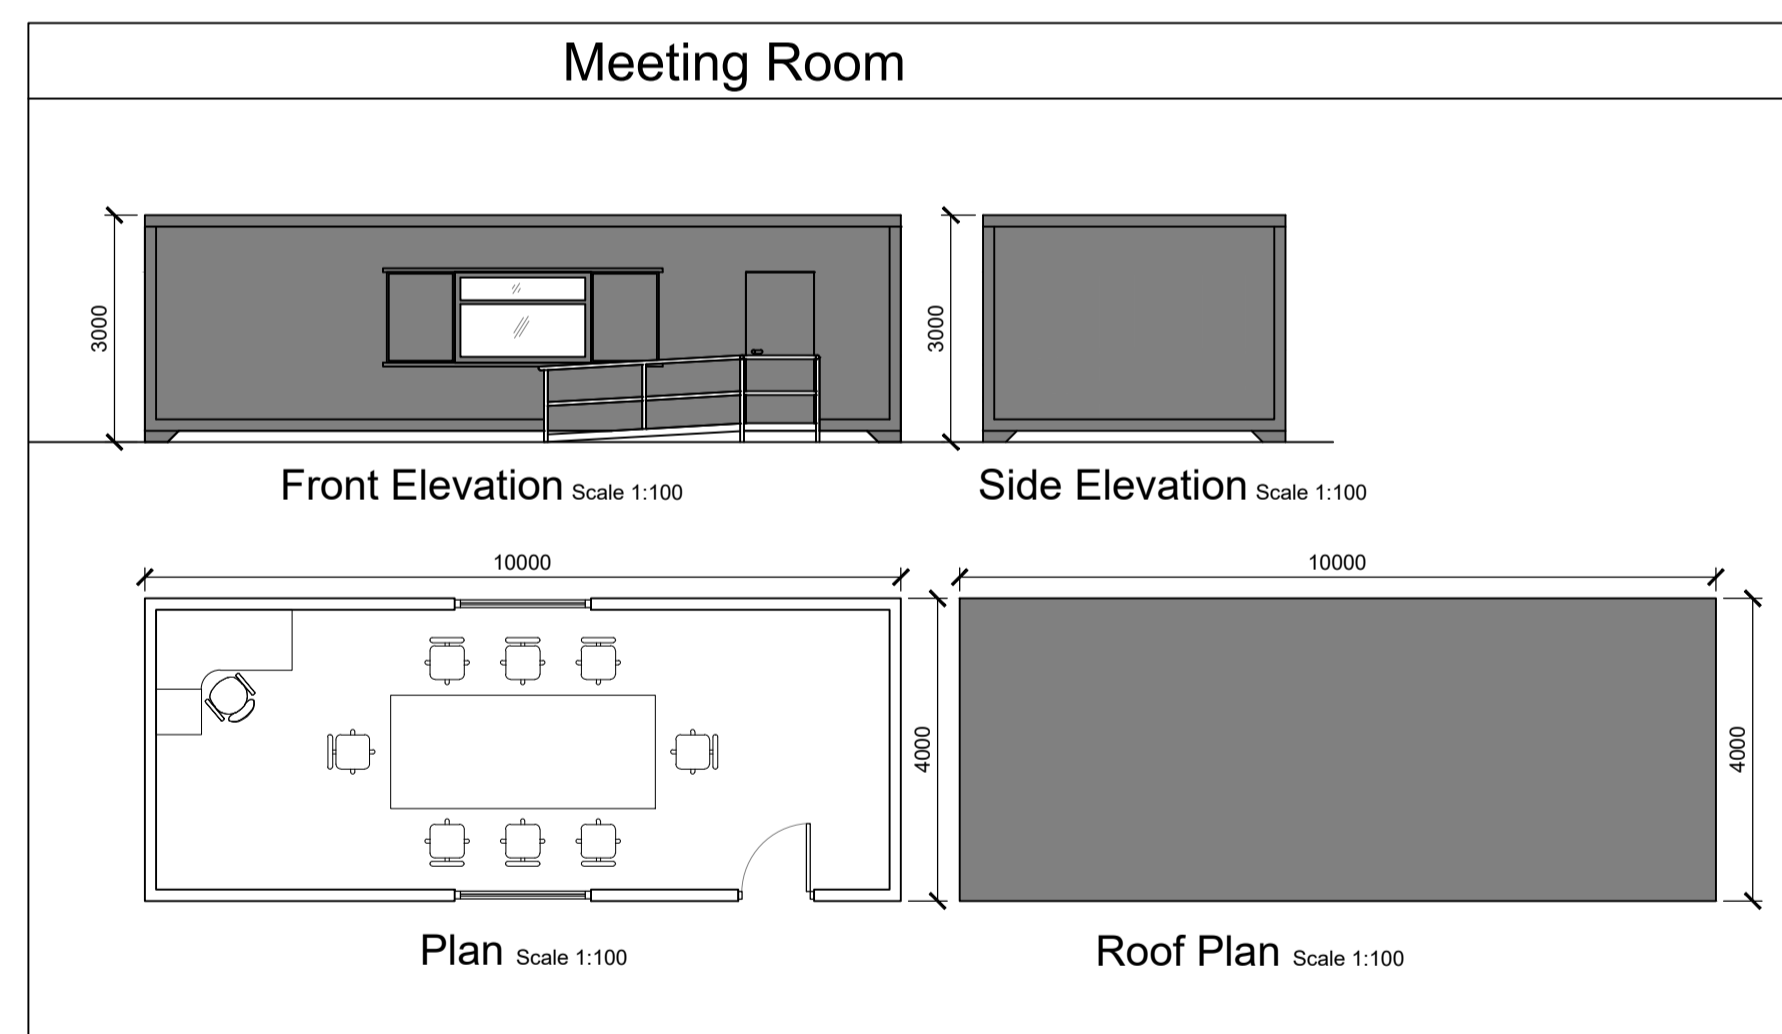 Meeting Room
3000
3000
Front Elevation Scale 1:100
Side Elevation Scale 1:100
10000
10000
4000
4000
Plan Scale 1:100
Roof Plan Scale 1:100